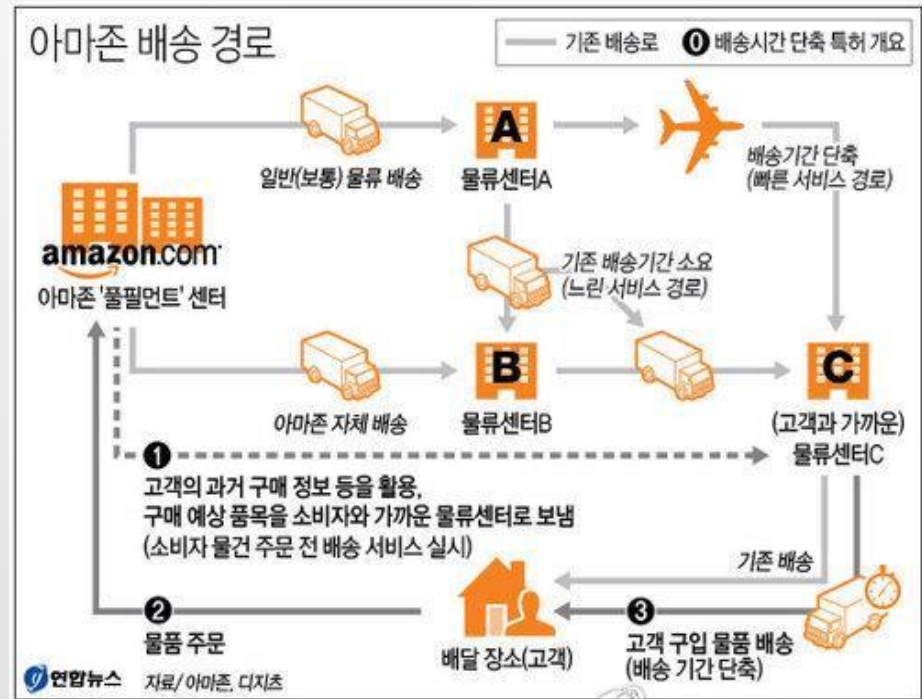 아마존 배송 경로
기존 배송로
0 배송시간 단축 특허 개요
A
일반(보통) 물류 배송
물류센터A
배송기간 단축
(빠른 서비스 경로)
amazon.com
아마존 '풀필먼트' 센터
기존 배송기간 소요
(느린 서비스 경로)
B
C
아마존 자체 배송
물류센터B
(고객과 가까운)
물류센터C
1
고객의 과거 구매 정보 등을 활용,
구매 예상 품목을 소비자와 가까운 물류센터로 보냄
(소비자 물건 주문 전 배송 서비스 실시)
기존 배송
2
물품 주문
배달 장소(고객)
3
고객 구입 물품 배송
(배송 기간 단축)
y 연합뉴스 자료/ 아마존, 디지츠